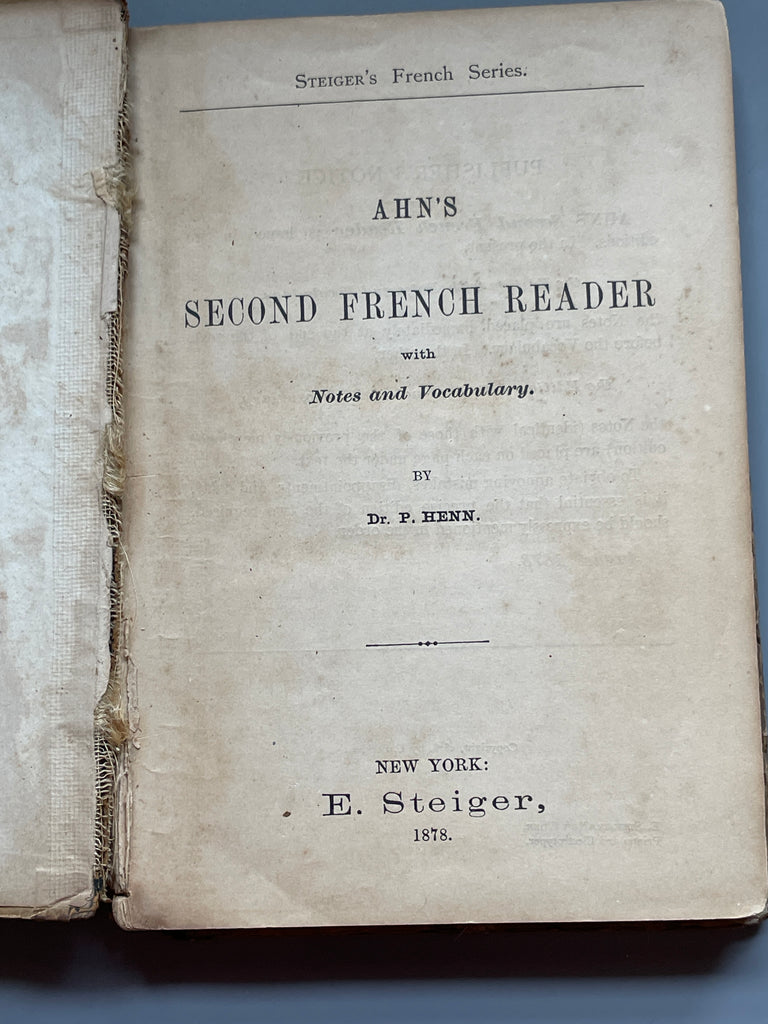 STEIGER'S French Series.
AHN'S
SECOND FRENCH READER
with
Notes and Vocabulary.
BY
Dr. P. HENN.
NEW YORK:
E. Steiger,
1878.